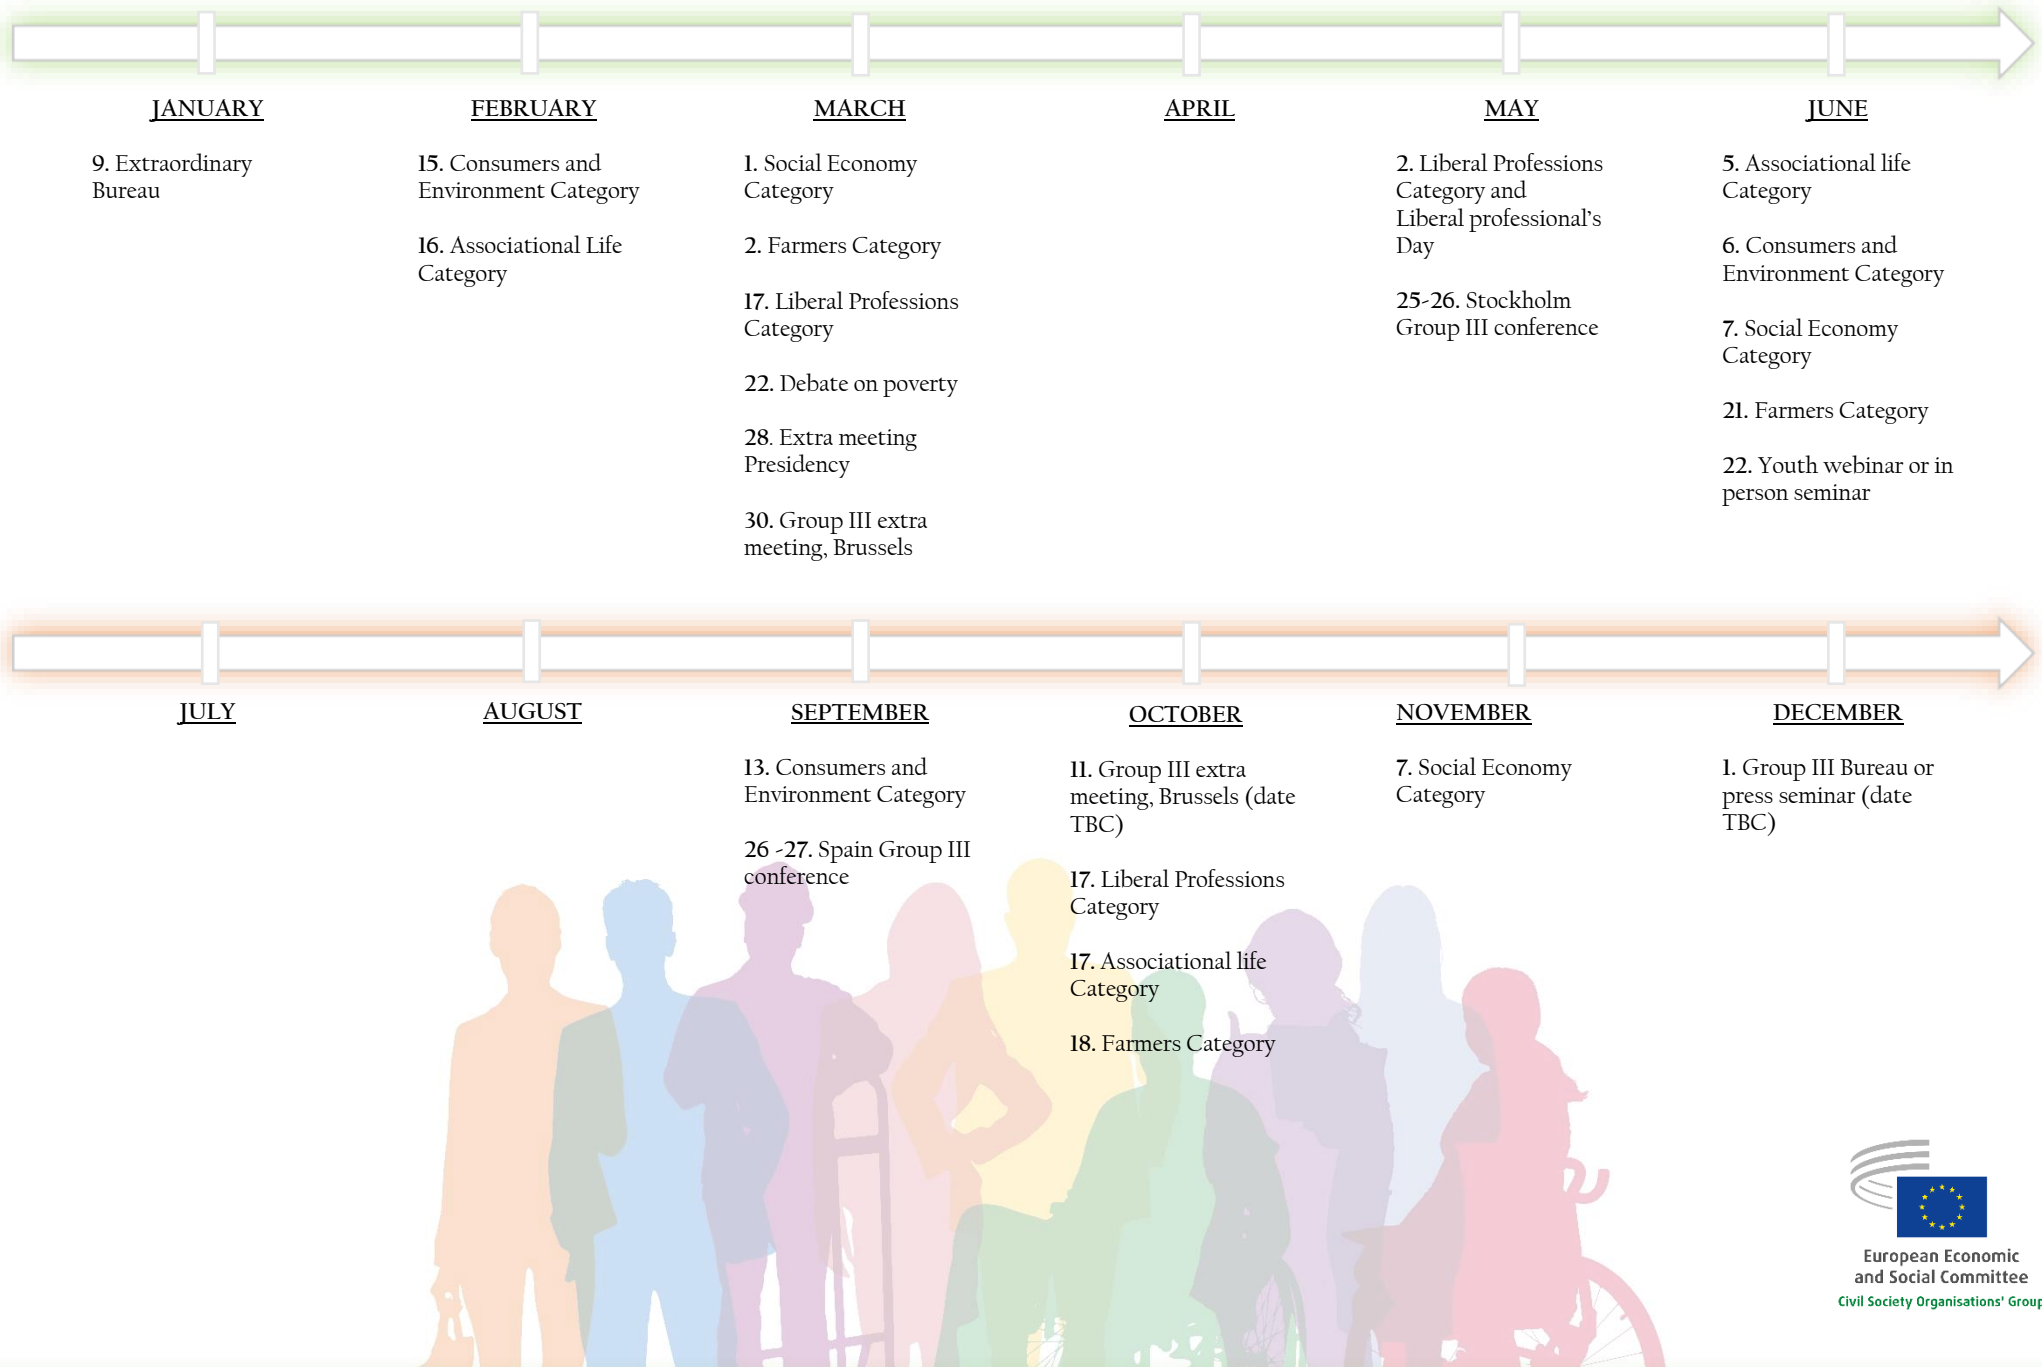 JANUARY
9. Extraordinary
Bureau
FEBRUARY
15. Consumers and
Environment Category
16. Associational Life
Category
MARCH
1. Social Economy
Category
2. Farmers Category
17. Liberal Professions
Category
22. Debate on poverty
28. Extra meeting
Presidency
30. Group III extra
meeting, Brussels
APRIL
MAY
2. Liberal Professions
Category and
Liberal professional’s
Day
25-26. Stockholm
Group III conference
JUNE
5. Associational life
Category
6. Consumers and
Environment Category
7. Social Economy
Category
21. Farmers Category
22. Youth webinar or in
person seminar
JULY
AUGUST
SEPTEMBER
13. Consumers and
Environment Category
26 -27. Spain Group III
conference
OCTOBER
11. Group III extra
meeting, Brussels (date
TBC)
17. Liberal Professions
Category
17. Associational life
Category
18. Farmers Category
NOVEMBER
7. Social Economy
Category
DECEMBER
1. Group III Bureau or
press seminar (date
TBC)
European Economic
and Social Committee
Civil Society Organisations' Group